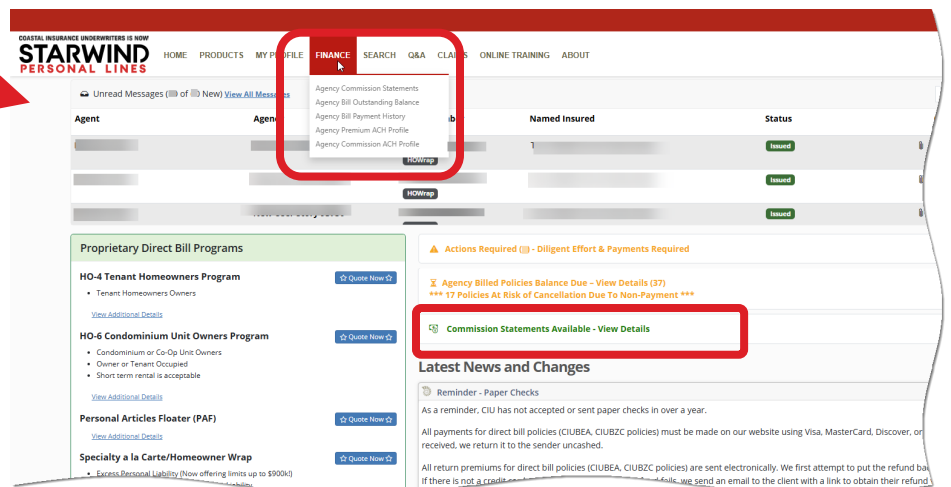 COASTAL INSURANCE UNDERWRITERS IS NOW
STARWIND
PERSONAL LINES
HOME PRODUCTS MY PROFILE FINANCE SEARCH Q&A CLAIMS ONLINE TRAINING ABOUT
Agency Commission Statements
Agency Bill Outstanding Balance
Agency Bill Payment History
Agency Premium ACH Profile
Agency Commission ACH Profile
Unread Messages ( of New) View All Messages
Agent Named Insured Status
Issued
HOWrap
Issued
HOWrap
Issued
Proprietary Direct Bill Programs
HO-4 Tenant Homeowners Program Quote Now
Tenant Homeowners Owners
View Additional Details
HO-6 Condominium Unit Owners Program Quote Now
Condominium or Co-Op Unit Owners
Owner or Tenant Occupied
Short term rental is acceptable
View Additional Details
Personal Articles Floater (PAF) Quote Now
View Additional Details
Specialty a la Carte/Homeowner Wrap Quote Now
Excess Personal Liability (Now offering limits up to $900k!)
Actions Required - Diligent Effort & Payments Required
Agency Billed Policies Balance Due – View Details (37)
*** 17 Policies At Risk of Cancellation Due To Non-Payment ***
Commission Statements Available - View Details
Latest News and Changes
Reminder - Paper Checks
As a reminder, CIU has not accepted or sent paper checks in over a year.
All payments for direct bill policies (CIUBEA, CIUBZC policies) must be made on our website using Visa, MasterCard, Discover, or
received, we return it to the sender uncashed.
All return premiums for direct bill policies (CIUBEA, CIUBZC policies) are sent electronically. We first attempt to put the refund
If there is not a credit we send an email to the client with a link to obtain their refund